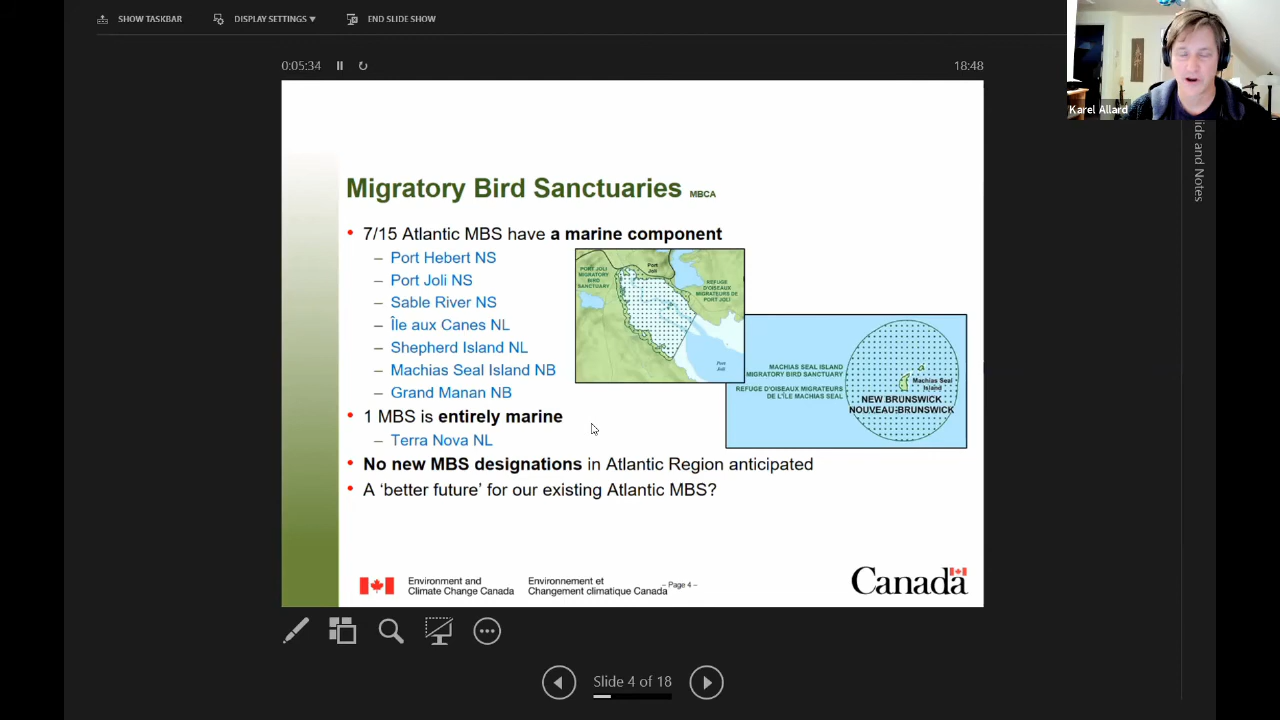 SHOW TASKBAR
DISPLAY SETTINGS ▼
END SLIDE SHOW
0:05:34
18:48
Karel Allard
lide and Notes
Migratory Bird Sanctuaries MBCA
• 7/15 Atlantic MBS have a marine component
– Port Hebert NS
– Port Joli NS
– Sable River NS
– Île aux Canes NL
– Shepherd Island NL
– Machias Seal Island NB
– Grand Manan NB
• 1 MBS is entirely marine
– Terra Nova NL
• No new MBS designations in Atlantic Region anticipated
• A ‘better future’ for our existing Atlantic MBS?
PORT JOLI
MIGRATORY
BIRD
SANCTUARY
Port
Joli
REFUGE
D'OISEAUX
MIGRATEURS DE
PORT JOLI
Port
Joli
MACHIAS SEAL ISLAND
MIGRATORY BIRD SANCTUARY
REFUGE D'OISEAUX MIGRATEURS
DE L'ÎLE MACHIAS SEAL
Machias Seal
Island
NEW BRUNSWICK
NOUVEAU-BRUNSWICK
Environment and
Climate Change Canada
Environnement et
Changement climatique Canada
– Page 4 –
Canada
Slide 4 of 18